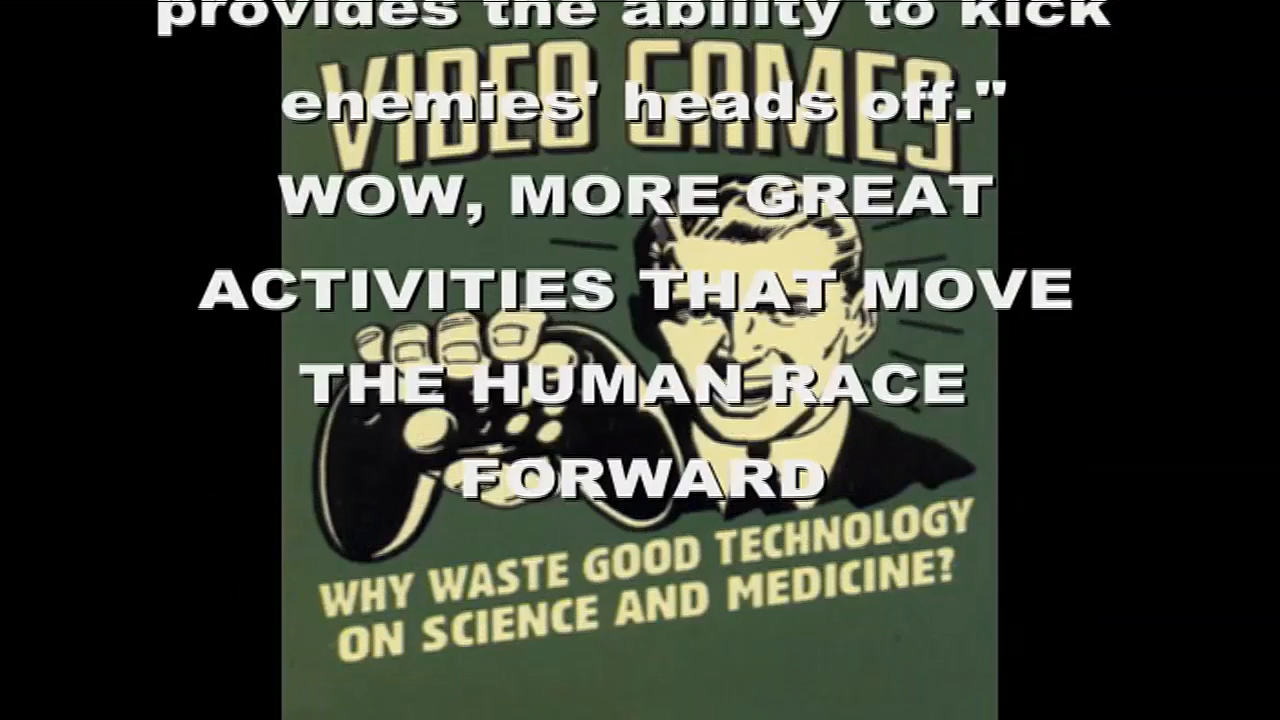 provides the ability to kick
VIDEO GAMES
enemies' heads off."
WOW, MORE GREAT
ACTIVITIES THAT MOVE
THE HUMAN RACE
FORWARD
WHY WASTE GOOD TECHNOLOGY
ON SCIENCE AND MEDICINE?